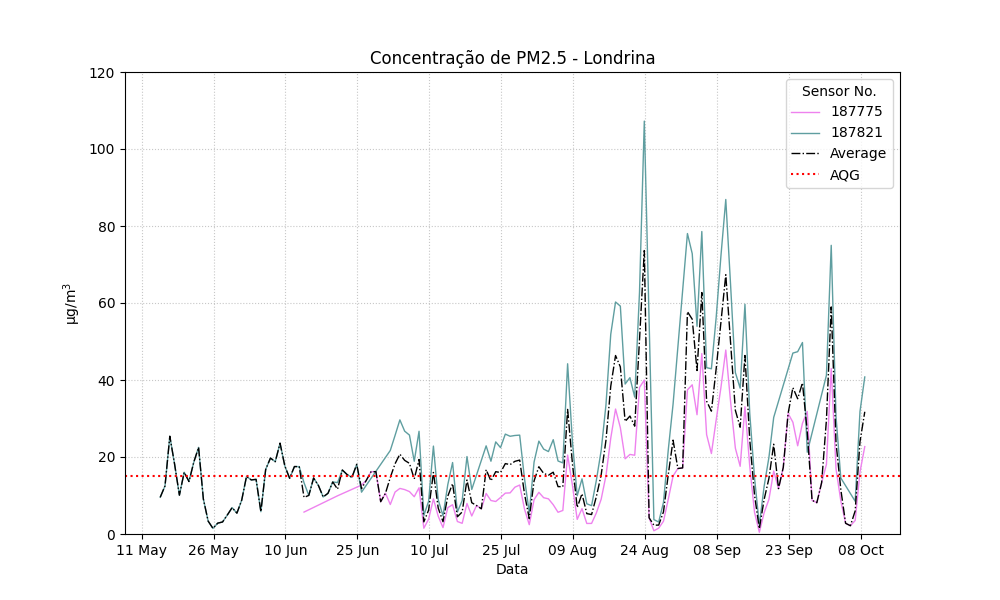 Concentração de PM2.5 - Londrina
120
100
80
60
40
20
0
µg/m³
Sensor No.
187775
187821
Average
AQG
11 May 26 May 10 Jun 25 Jun 10 Jul 25 Jul 09 Aug 24 Aug 08 Sep 23 Sep 08 Oct
Data